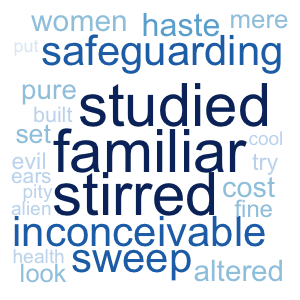 women haste mere
put safeguarding
pure studied
built
set familiar cool
evil try
ears stirred cost
pity
alien fine
inconceivable
health sweep
look altered